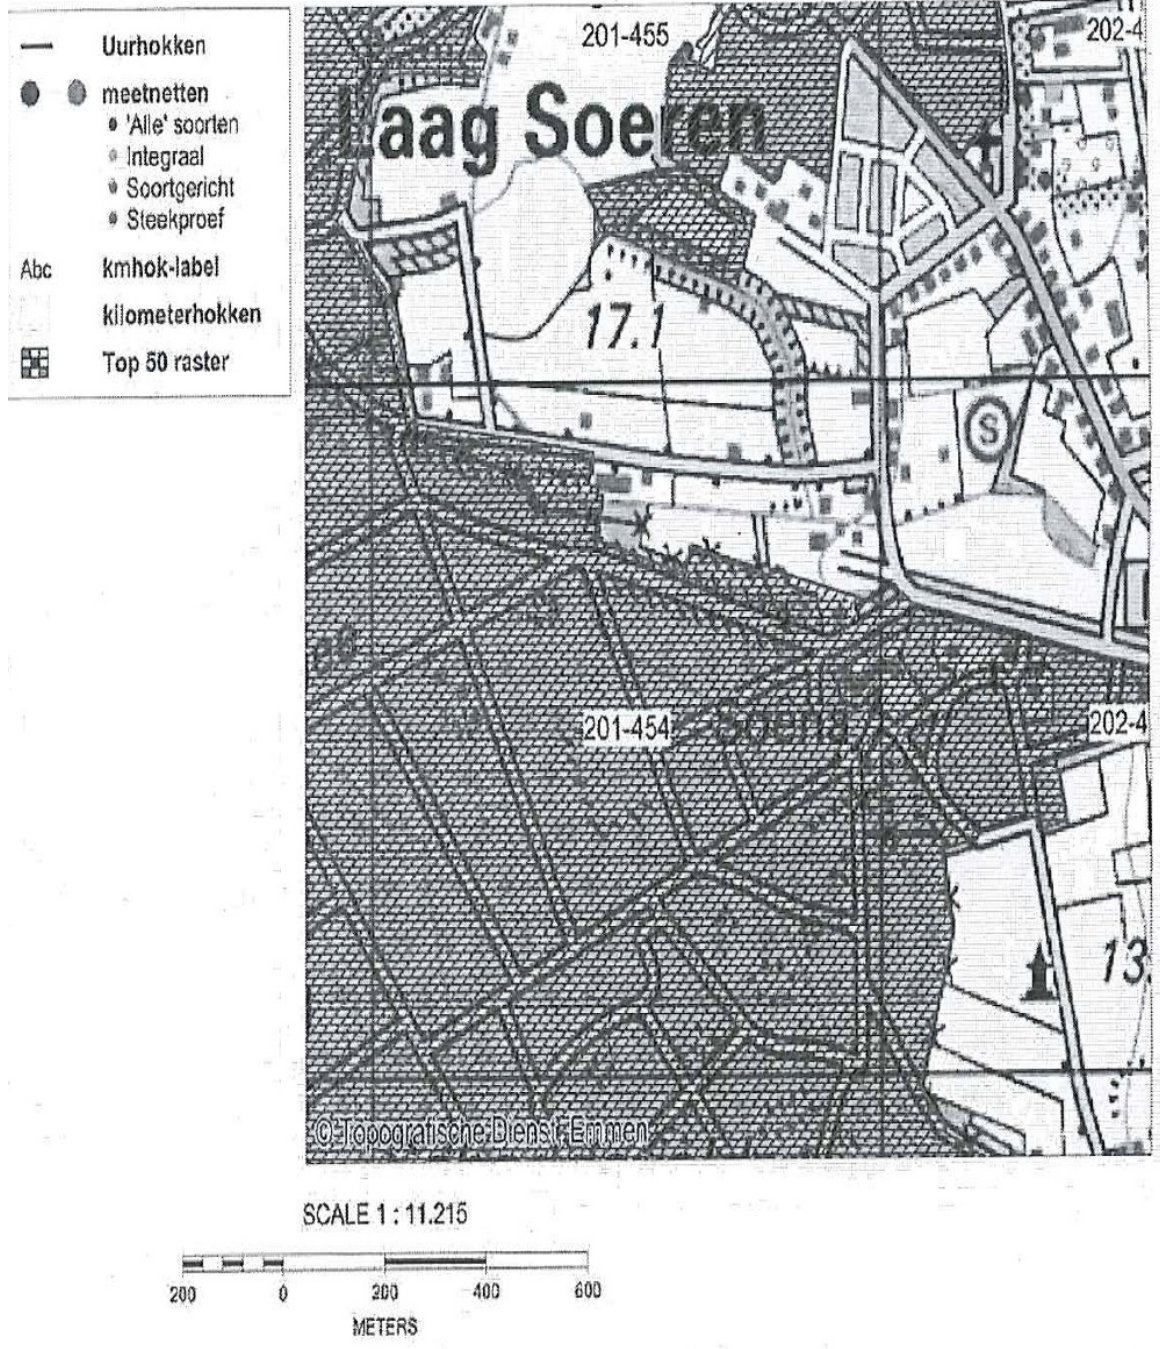 Uurhokken
meetnetten
'Alle' soorten
Integraal
Soortgericht
Steekproef
Abc kmhok-label
kilometerhokken
Top 50 raster
201-455
202-4
Laag Soeren
17.1
S
201-454
202-4
13
© Topografische Dienst, Emmen
SCALE 1 : 11.215
200 0 200 400 600
METERS